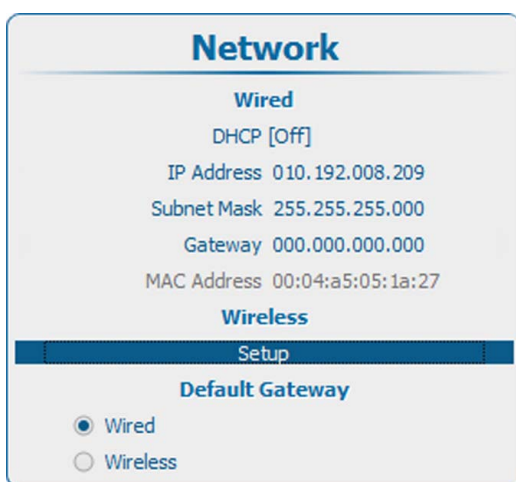 Network
Wired
DHCP [Off]
IP Address 010.192.008.209
Subnet Mask 255.255.255.000
Gateway 000.000.000.000
MAC Address 00:04:a5:05:1a:27
Wireless
Setup
Default Gateway
Wired
Wireless